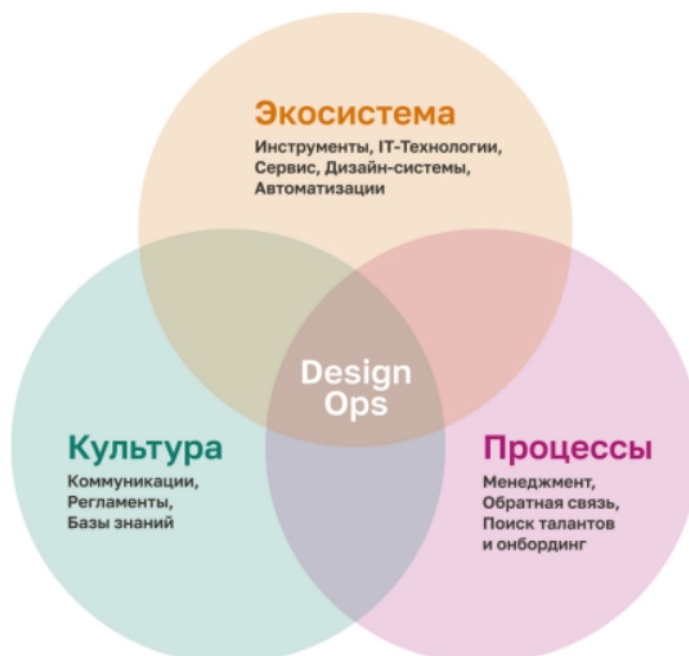 Экосистема
Инструменты, IT-Технологии,
Сервис, Дизайн-системы,
Автоматизации
Design
Ops
Культура
Коммуникации,
Регламенты,
Базы знаний
Процессы
Менеджмент,
Обратная связь,
Поиск талантов
и онбординг